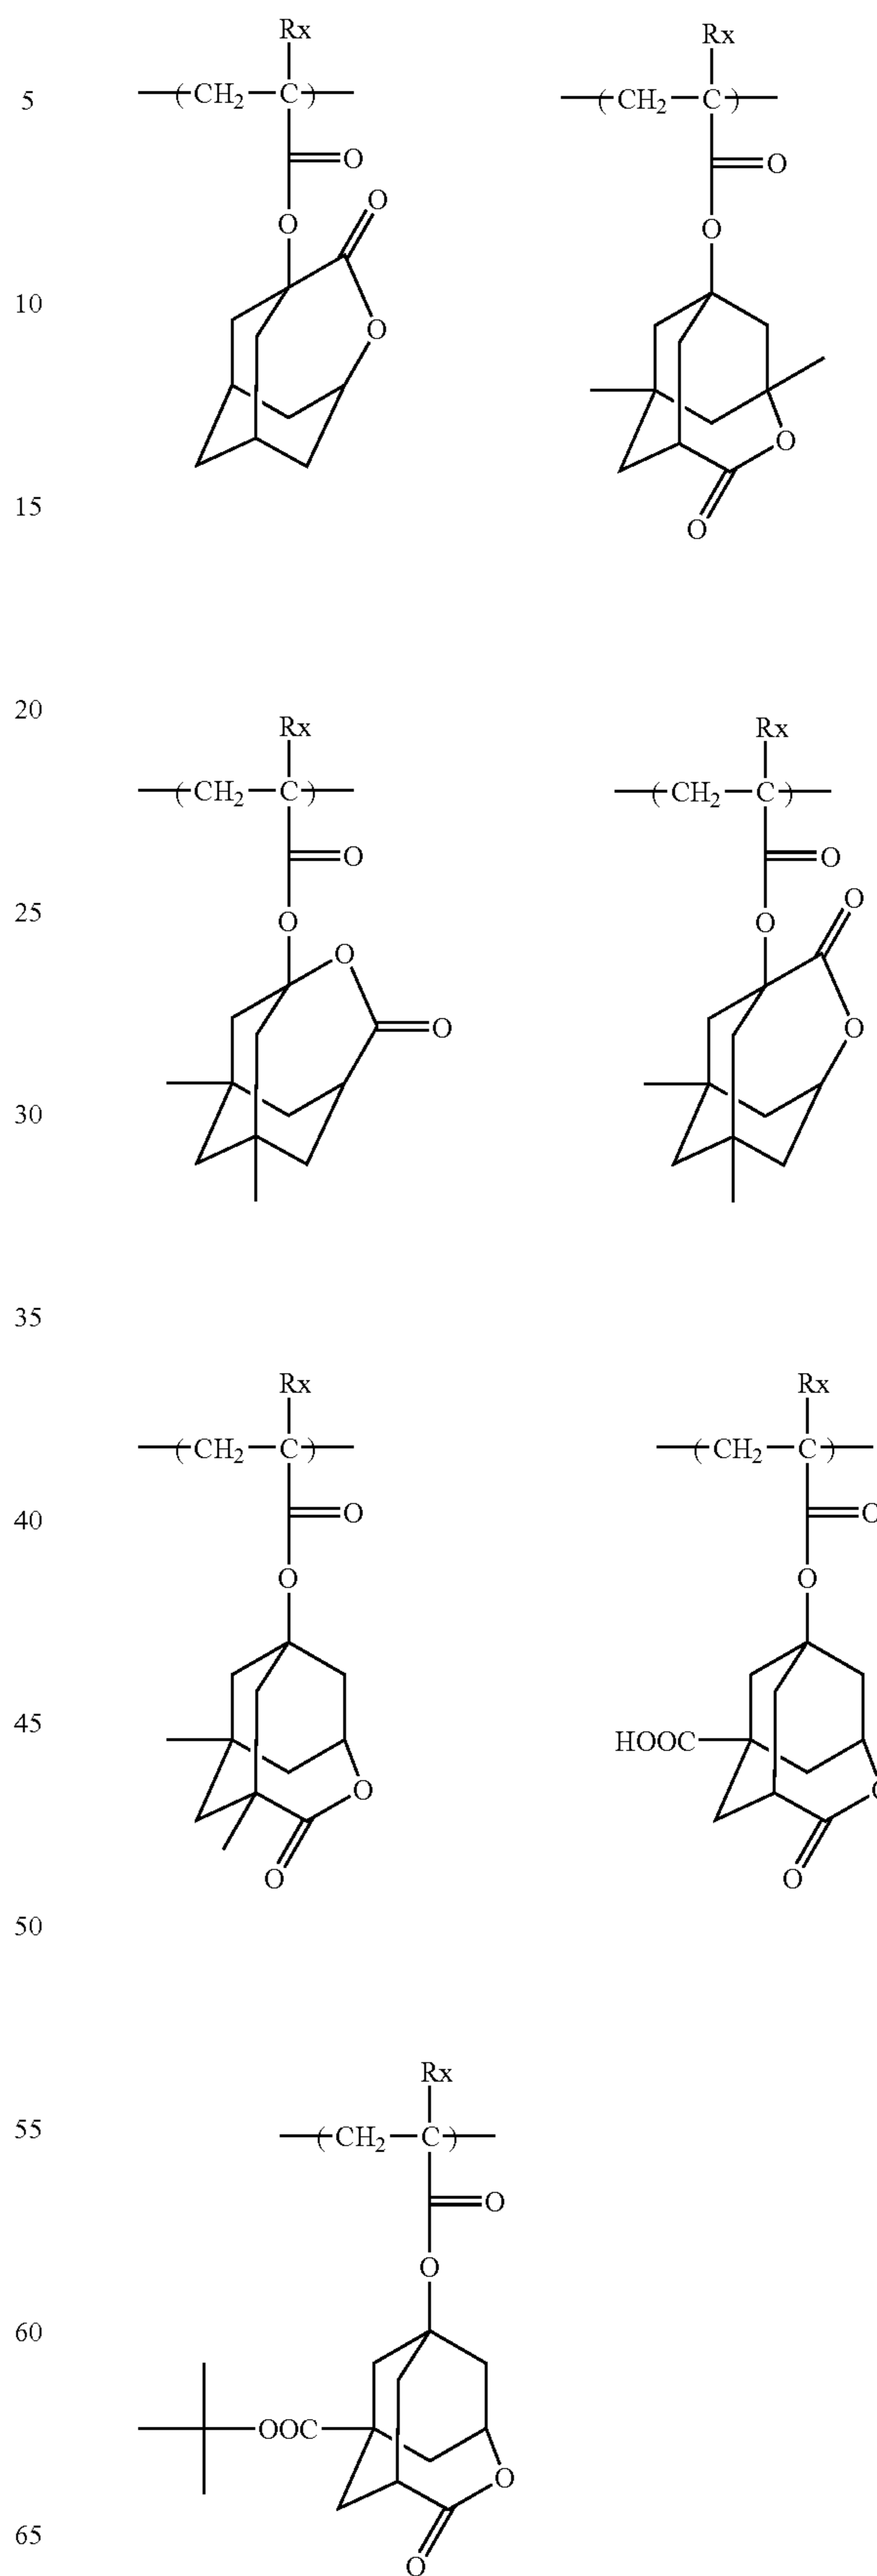 Rx Rx
5 —(CH₂—C)— —(CH₂—C)—
O O
O
O O
10
O
O
15
O
20
Rx Rx
—(CH₂—C)— —(CH₂—C)—
O O
25 O
O O
O
O O
30
35
Rx Rx
—(CH₂—C)— —(CH₂—C)—
40 O O
O O
45
HOOC
O O
O O
50
Rx
55 —(CH₂—C)—
O
O
60
OOC
O
65
O